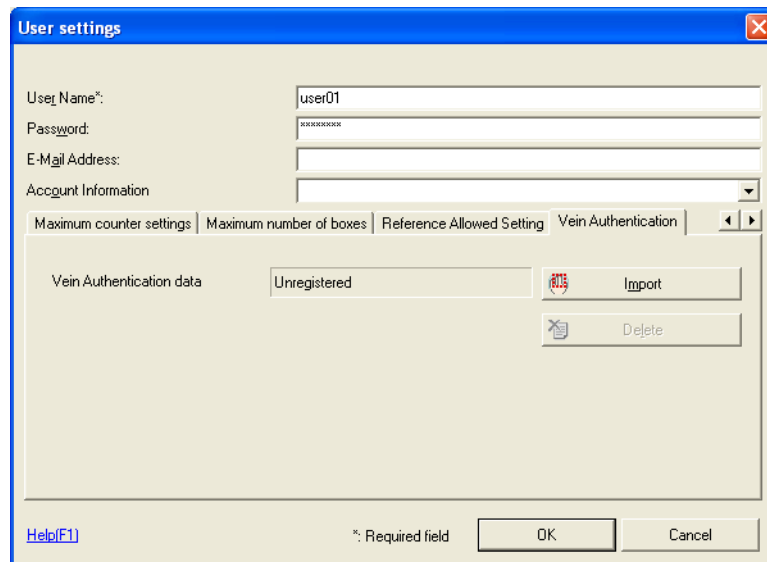 User settings
User Name*: user01
Password: ********
E-Mail Address:
Account Information
Maximum counter settings Maximum number of boxes Reference Allowed Setting Vein Authentication
Vein Authentication data Unregistered Import
Delete
Help(F1) *: Required field OK Cancel